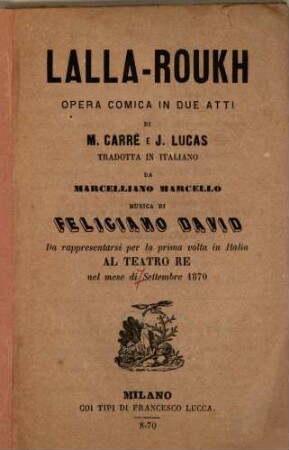 LALLA-ROUKH
OPERA COMICA IN DUE ATTI
DI
M. CARRÉ E J. LUCAS
TRADOTTA IN ITALIANO
DA
MARCELLIANO MARCELLO
MUSICA DI
FELICIANO DAVID
Da rappresentarsi per la prima volta in Italia
AL TEATRO RE
nel mese di 7 Settembre 1870
MILANO
COI TIPI DI FRANCESCO LUCCA.
8-70